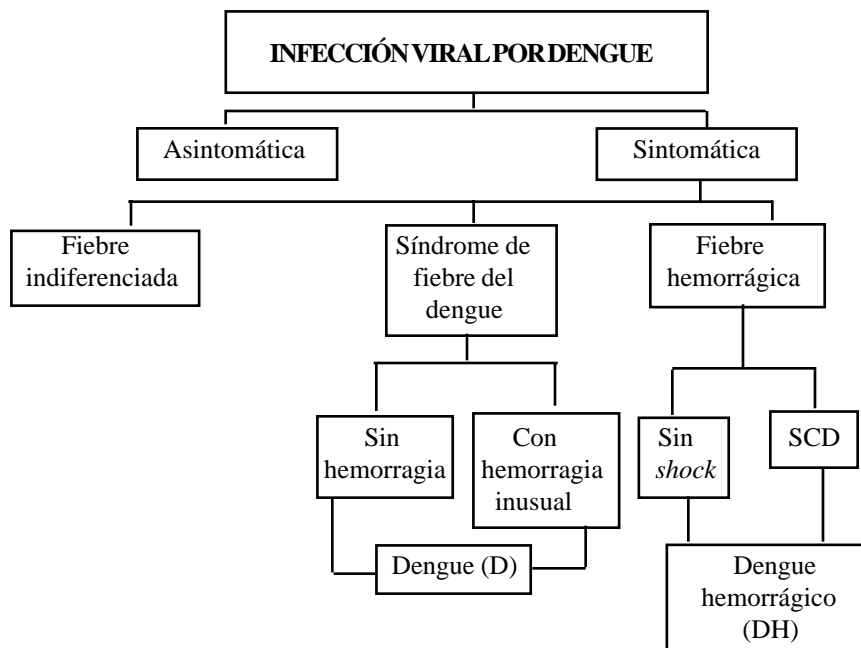 INFECCIÓN VIRAL POR DENGUE
Asintomática
Sintomática
Fiebre
indiferenciada
Síndrome de
fiebre del
dengue
Fiebre
hemorrágica
Sin
hemorragia
Con
hemorragia
inusual
Sin
shock
SCD
Dengue (D)
Dengue
hemorrágico
(DH)